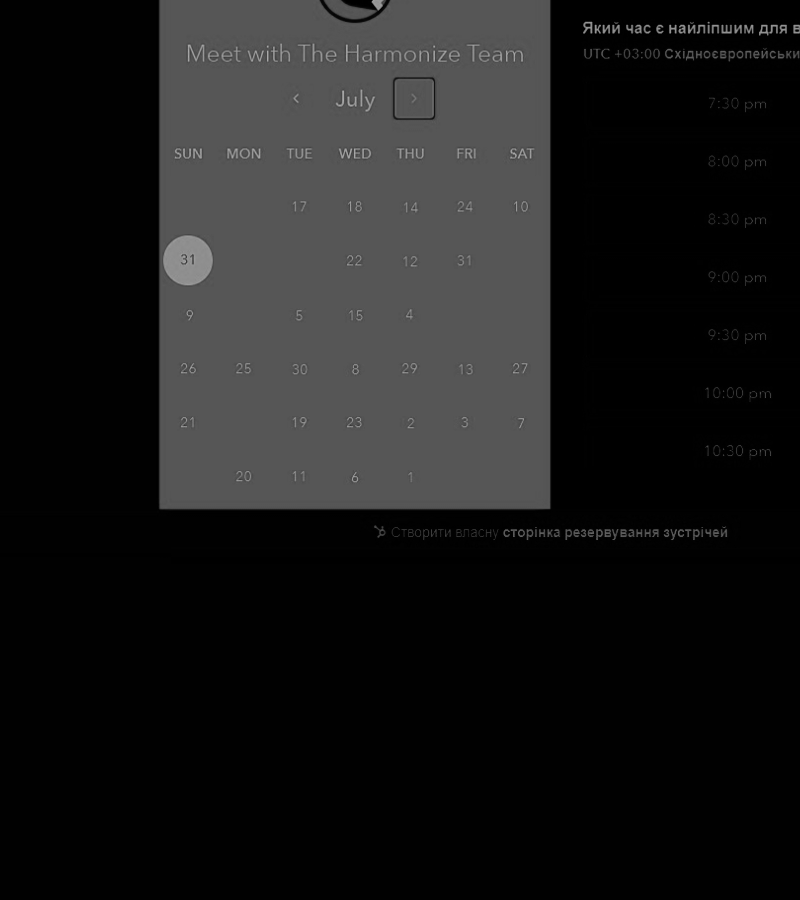 Meet with The Harmonize Team
July
SUN MON TUE WED THU FRI SAT
17 18 14 24 10
31 22 12 31
9 5 15 4
26 25 30 8 29 13 27
21 19 23 2 3 7
20 11 6 1
Який час є найліпшим для в
UTC +03:00 Східноєвропейськи
7:30 pm
8:00 pm
8:30 pm
9:00 pm
9:30 pm
10:00 pm
10:30 pm
Створити власну сторінка резервування зустрічей